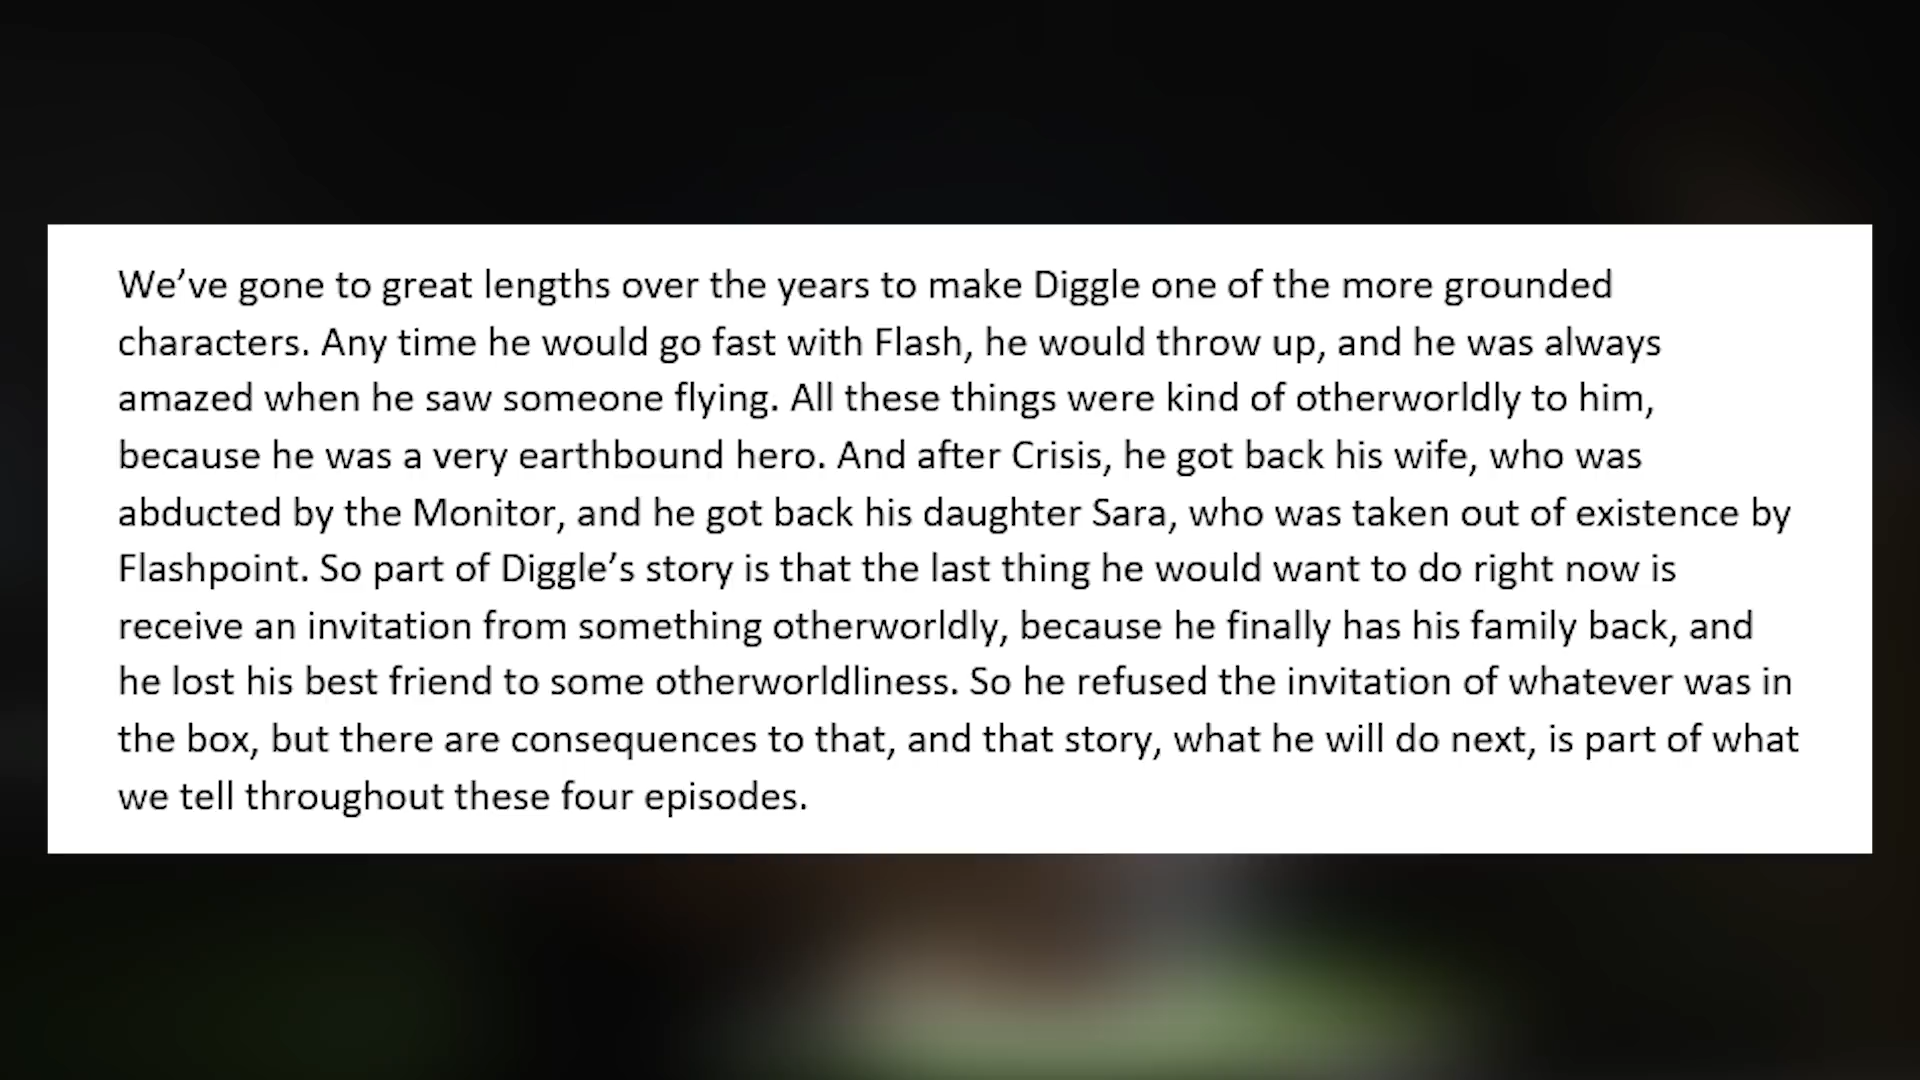 We’ve gone to great lengths over the years to make Diggle one of the more grounded
characters. Any time he would go fast with Flash, he would throw up, and he was always
amazed when he saw someone flying. All these things were kind of otherworldly to him,
because he was a very earthbound hero. And after Crisis, he got back his wife, who was
abducted by the Monitor, and he got back his daughter Sara, who was taken out of existence by
Flashpoint. So part of Diggle’s story is that the last thing he would want to do right now is
receive an invitation from something otherworldly, because he finally has his family back, and
he lost his best friend to some otherworldliness. So he refused the invitation of whatever was in
the box, but there are consequences to that, and that story, what he will do next, is part of what
we tell throughout these four episodes.